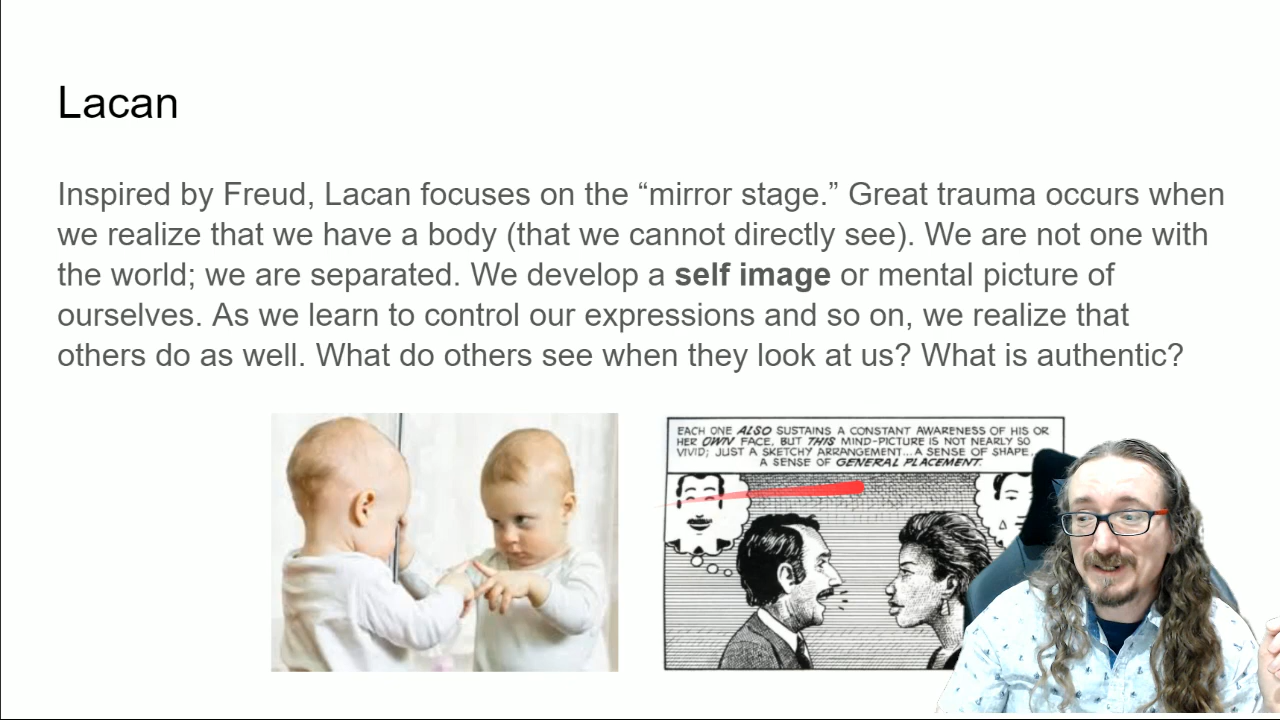 Lacan
Inspired by Freud, Lacan focuses on the “mirror stage.” Great trauma occurs when
we realize that we have a body (that we cannot directly see). We are not one with
the world; we are separated. We develop a self image or mental picture of
ourselves. As we learn to control our expressions and so on, we realize that
others do as well. What do others see when they look at us? What is authentic?
EACH ONE ALSO SUSTAINS A CONSTANT AWARENESS OF HIS OR
HER OWN FACE, BUT THIS MIND-PICTURE IS NOT NEARLY SO
VIVID; JUST A SKETCHY ARRANGEMENT...A SENSE OF SHAPE.
A SENSE OF GENERAL PLACEMENT.